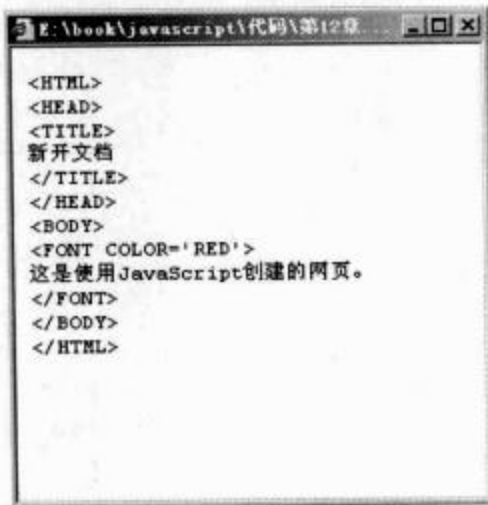 E:\book\javascript\代码\第12章...
<HTML>
<HEAD>
<TITLE>
新开文档
</TITLE>
</HEAD>
<BODY>
<FONT COLOR='RED'>
这是使用JavaScript创建的网页。
</FONT>
</BODY>
</HTML>